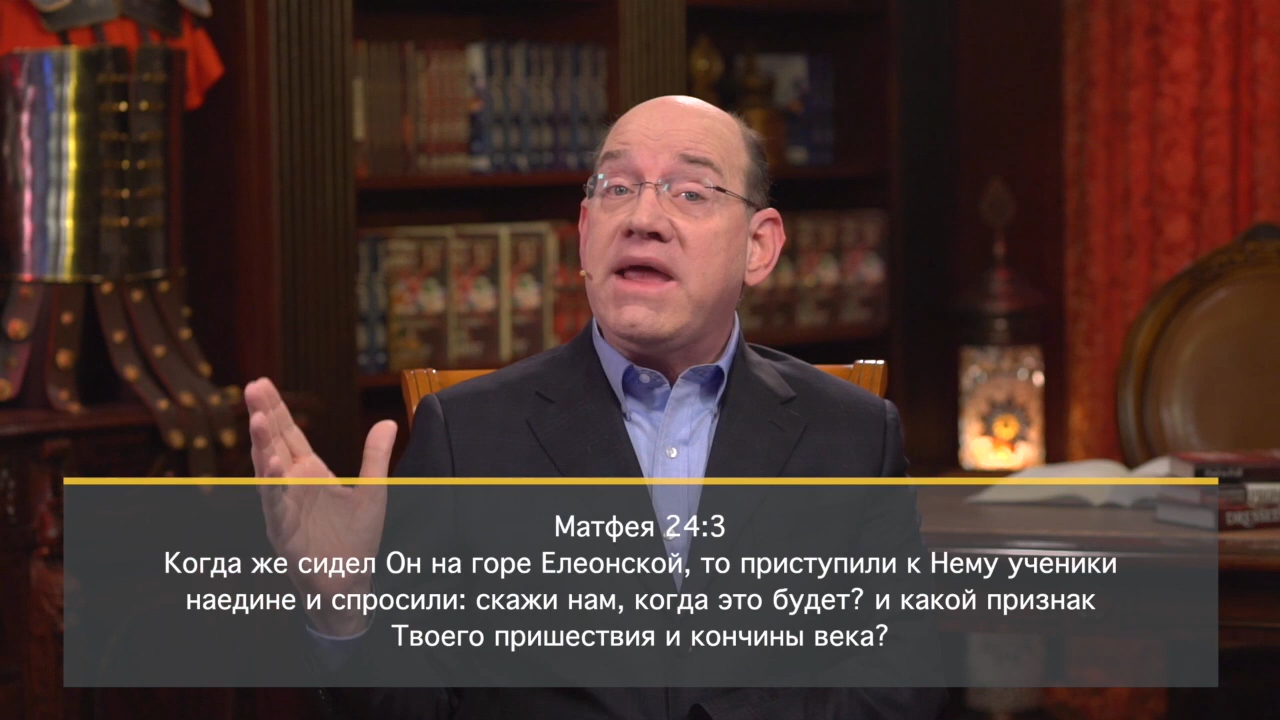 Матфея 24:3
Когда же сидел Он на горе Елеонской, то приступили к Нему ученики
наедине и спросили: скажи нам, когда это будет? и какой признак
Твоего пришествия и кончины века?